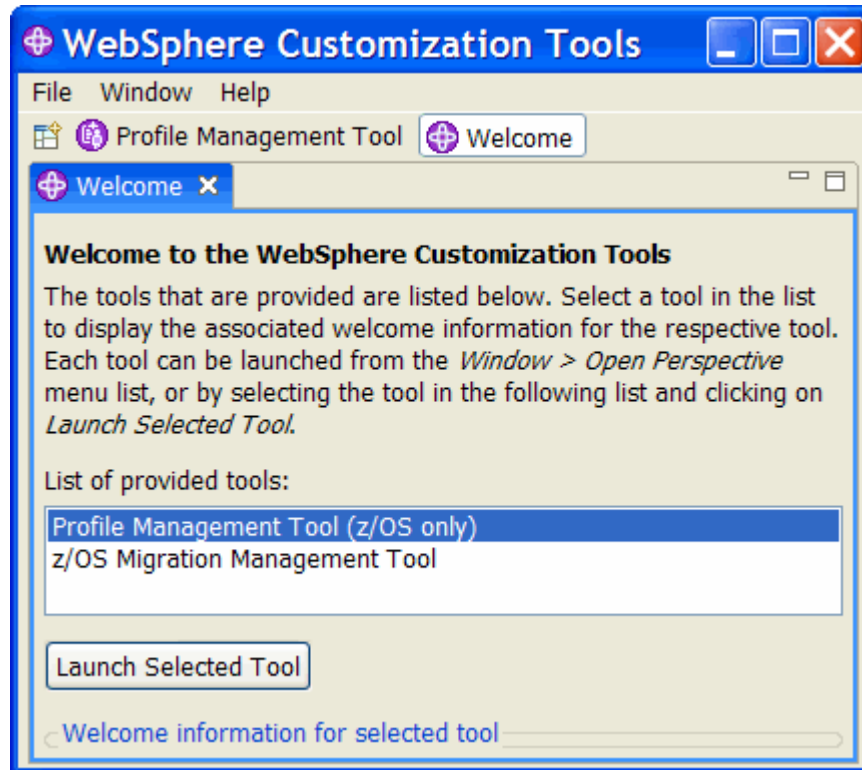 WebSphere Customization Tools
File Window Help
Profile Management Tool Welcome
Welcome
Welcome to the WebSphere Customization Tools
The tools that are provided are listed below. Select a tool in the list
to display the associated welcome information for the respective tool.
Each tool can be launched from the Window > Open Perspective
menu list, or by selecting the tool in the following list and clicking on
Launch Selected Tool.
List of provided tools:
Profile Management Tool (z/OS only)
z/OS Migration Management Tool
Launch Selected Tool
Welcome information for selected tool